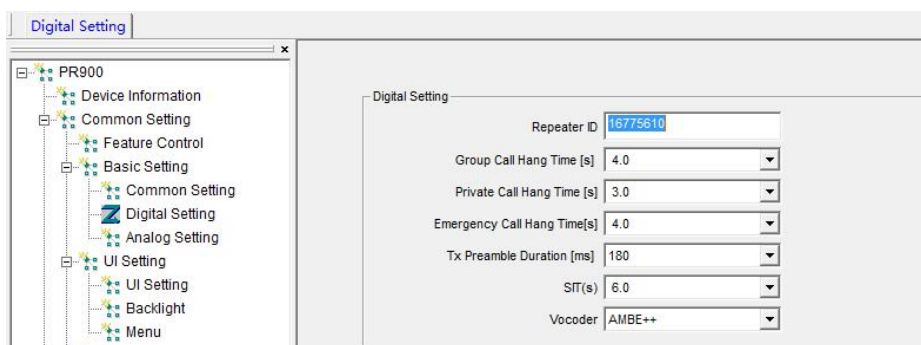 Digital Setting
x
PR900
Device Information
Common Setting
Feature Control
Basic Setting
Common Setting
Digital Setting
Analog Setting
UI Setting
UI Setting
Backlight
Menu
Digital Setting
Repeater ID 16775610
Group Call Hang Time [s] 4.0
Private Call Hang Time [s] 3.0
Emergency Call Hang Time[s] 4.0
Tx Preamble Duration [ms] 180
SIT(s) 6.0
Vocoder AMBE++